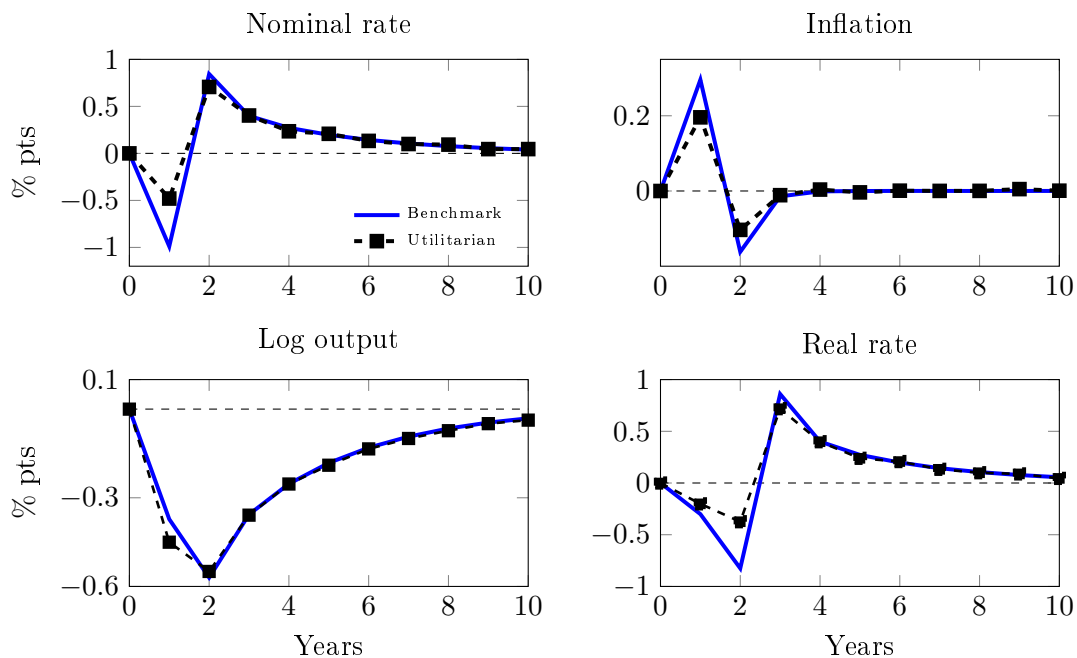 Nominal rate
Inflation
% pts
1
0.5
0
−0.5
−1
Benchmark
Utilitarian
0 2 4 6 8 10
0.2
0
0 2 4 6 8 10
Log output
Real rate
% pts
0.1
−0.3
−0.6
0 2 4 6 8 10
Years
1
0.5
0
−0.5
−1
0 2 4 6 8 10
Years